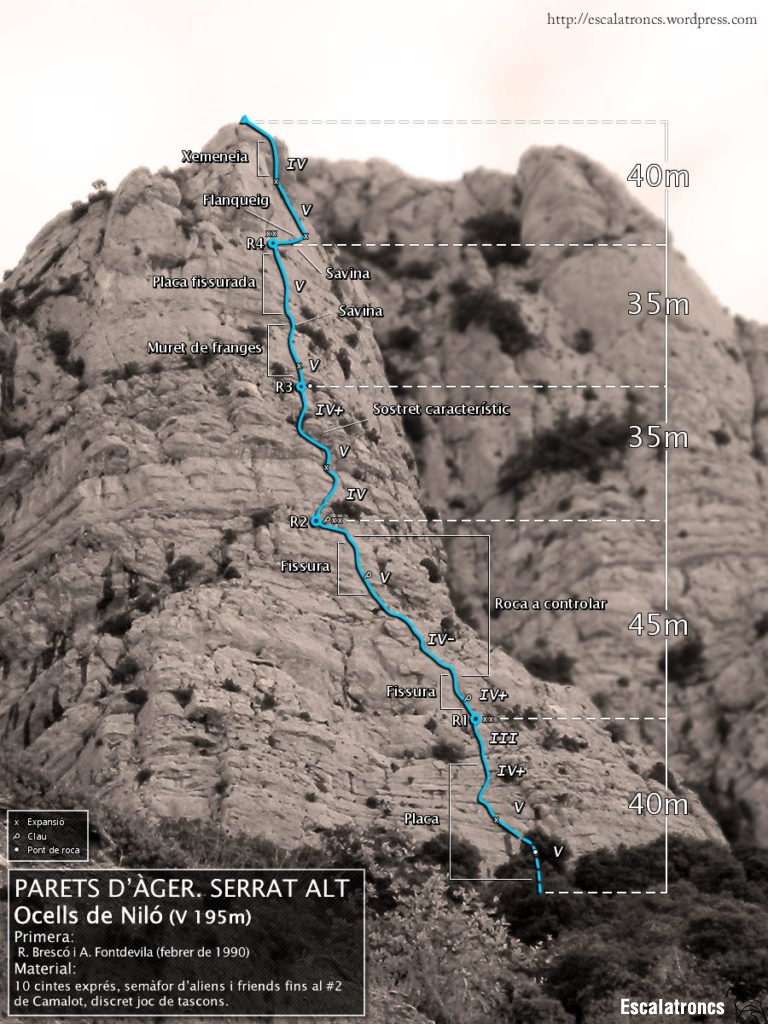 http://escalatroncs.wordpress.com
Xemeneia
IV
40m
Flanqueig
V
xx
x
R4
Savina
Placa fissurada
V
35m
Savina
Muret de franges
x V
R3
IV+
Sostret característic
35m
V
x
IV
R2
xx
Fissura
V
Roca a controlar
45m
IV-
Fissura
IV+
R1
xx
III
IV+
40m
V
Placa
x
V
x Expansió
Clau
Pont de roca
PARETS D'ÀGER. SERRAT ALT
Ocells de Niló (V 195m)
Primera:
R. Brescó i A. Fontdevila (febrer de 1990)
Material:
10 cintes exprés, semàfor d'aliens i friends fins al #2
de Camalot, discret joc de tascons.
Escalatroncs